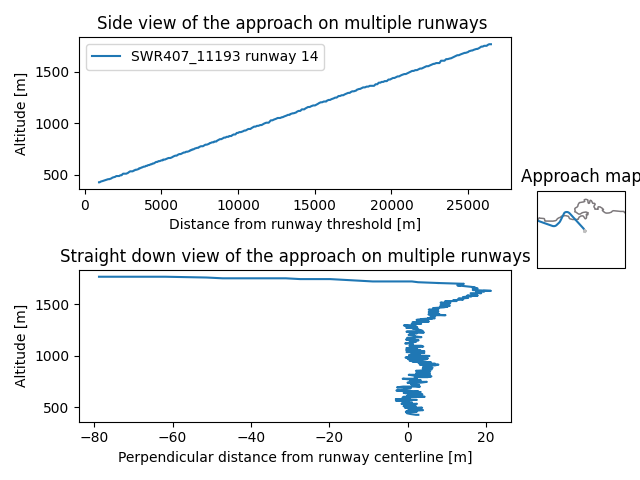 Side view of the approach on multiple runways
SWR407_11193 runway 14
Altitude [m]
1500
1000
500
0 5000 10000 15000 20000 25000
Distance from runway threshold [m]
Approach map
Straight down view of the approach on multiple runways
Altitude [m]
1500
1000
500
−80 −60 −40 −20 0 20
Perpendicular distance from runway centerline [m]